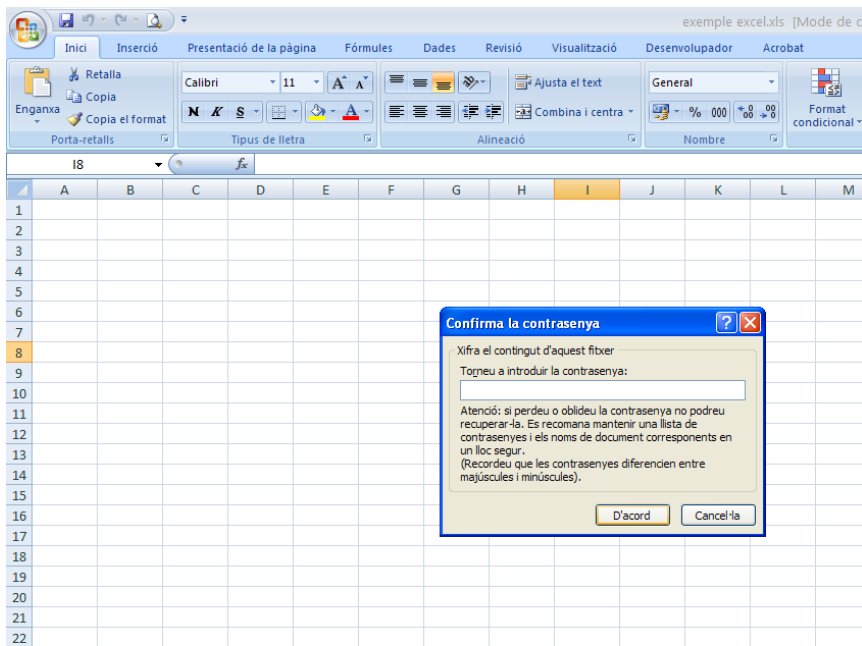 exemple excel.xls [Mode de c
Inici Inserció Presentació de la pàgina Fórmules Dades Revisió Visualització Desenvolupador Acrobat
Enganxa
Retalla
Copia
Copia el format
Porta-retalls
Calibri 11 A A
N K S A
Tipus de lletra
Ajusta el text
Combina i centra
Alineació
General
% 000 ,00 ,0
Nombre
Format
condicional
I8 fx
A B C D E F G H I J K L M
1
2
3
4
5
6
7
8
9
10
11
12
13
14
15
16
17
18
19
20
21
22
Confirma la contrasenya
Xifra el contingut d'aquest fitxer
Torneu a introduir la contrasenya:
Atenció: si perdeu o oblideu la contrasenya no podreu
recuperar-la. Es recomana mantenir una llista de
contrasenyes i els noms de document corresponents en
un lloc segur.
(Recordeu que les contrasenyes diferencien entre
majúscules i minúscules).
D'acord Cancel·la